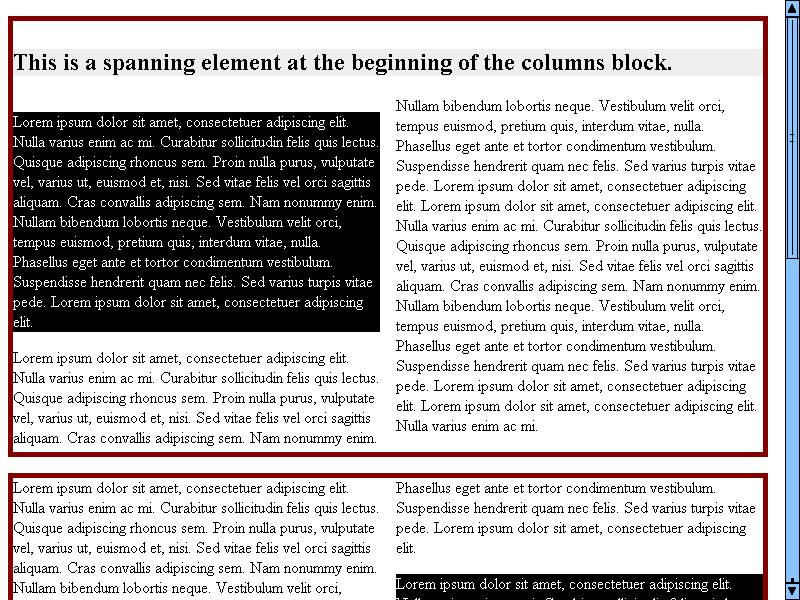 This is a spanning element at the beginning of the columns block.
Lorem ipsum dolor sit amet, consectetuer adipiscing elit.
Nulla varius enim ac mi. Curabitur sollicitudin felis quis lectus.
Quisque adipiscing rhoncus sem. Proin nulla purus, vulputate
vel, varius ut, euismod et, nisi. Sed vitae felis vel orci sagittis
aliquam. Cras convallis adipiscing sem. Nam nonummy enim.
Nullam bibendum lobortis neque. Vestibulum velit orci,
tempus euismod, pretium quis, interdum vitae, nulla.
Phasellus eget ante et tortor condimentum vestibulum.
Suspendisse hendrerit quam nec felis. Sed varius turpis vitae
pede. Lorem ipsum dolor sit amet, consectetuer adipiscing
elit.
Lorem ipsum dolor sit amet, consectetuer adipiscing elit.
Nulla varius enim ac mi. Curabitur sollicitudin felis quis lectus.
Quisque adipiscing rhoncus sem. Proin nulla purus, vulputate
vel, varius ut, euismod et, nisi. Sed vitae felis vel orci sagittis
aliquam. Cras convallis adipiscing sem. Nam nonummy enim.
Nullam bibendum lobortis neque. Vestibulum velit orci,
tempus euismod, pretium quis, interdum vitae, nulla.
Phasellus eget ante et tortor condimentum vestibulum.
Suspendisse hendrerit quam nec felis. Sed varius turpis vitae
pede. Lorem ipsum dolor sit amet, consectetuer adipiscing
elit. Lorem ipsum dolor sit amet, consectetuer adipiscing elit.
Nulla varius enim ac mi. Curabitur sollicitudin felis quis lectus.
Quisque adipiscing rhoncus sem. Proin nulla purus, vulputate
vel, varius ut, euismod et, nisi. Sed vitae felis vel orci sagittis
aliquam. Cras convallis adipiscing sem. Nam nonummy enim.
Nullam bibendum lobortis neque. Vestibulum velit orci,
tempus euismod, pretium quis, interdum vitae, nulla.
Phasellus eget ante et tortor condimentum vestibulum.
Suspendisse hendrerit quam nec felis. Sed varius turpis vitae
pede. Lorem ipsum dolor sit amet, consectetuer adipiscing
elit. Lorem ipsum dolor sit amet, consectetuer adipiscing elit.
Nulla varius enim ac mi.
Lorem ipsum dolor sit amet, consectetuer adipiscing elit.
Nulla varius enim ac mi. Curabitur sollicitudin felis quis lectus.
Quisque adipiscing rhoncus sem. Proin nulla purus, vulputate
vel, varius ut, euismod et, nisi. Sed vitae felis vel orci sagittis
aliquam. Cras convallis adipiscing sem. Nam nonummy enim.
Nullam bibendum lobortis neque. Vestibulum velit orci,
Phasellus eget ante et tortor condimentum vestibulum.
Suspendisse hendrerit quam nec felis. Sed varius turpis vitae
pede. Lorem ipsum dolor sit amet, consectetuer adipiscing
elit.
Lorem ipsum dolor sit amet, consectetuer adipiscing elit.